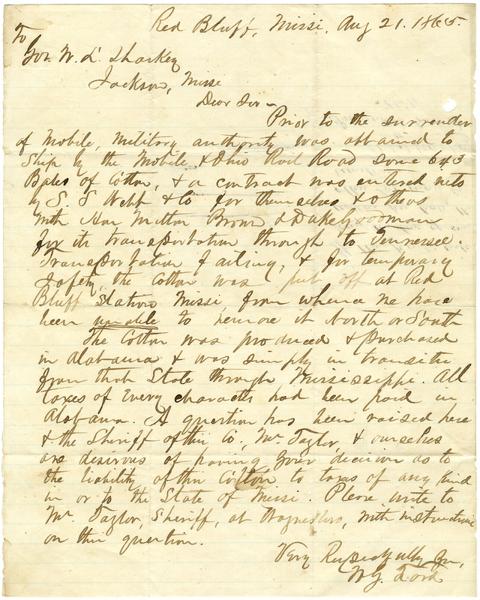 Red Bluff, Missi. Aug 21. 1865.
To
Gov. W. L. Sharkey
Jackson, Misse
Dear Sir —
Prior to the surrender
of Mobile, Military authority was obtained to
Ship by the Mobile & Ohio Rail Road some 643
Bales of Cotton, & a contract was entered into
by S. S. Webb & Co for themselves & others
with Hon Milton Brown & Duke Goodman
for its transportation through to Tennessee.
Transportation failing, & for temporary
safety, the Cotton was put off at Red
Bluff Station Missi, from whence we have
been unable to remove it North or South
The Cotton was produced & purchased
in Alabama & was simply in transitu
from that State through Mississippi. All
taxes of every character had been paid in
Alabama. A question has been raised here
& the Sheriff of this Co. Mr Taylor & ourselves
are desirous of having your decision as to
the liability of this Cotton to taxes of any kind
in or to the State of Missi. Please write to
Mr. Taylor, Sheriff, at with instructions
on this question.
Very Respectfully Yrs,
W. G. Ford